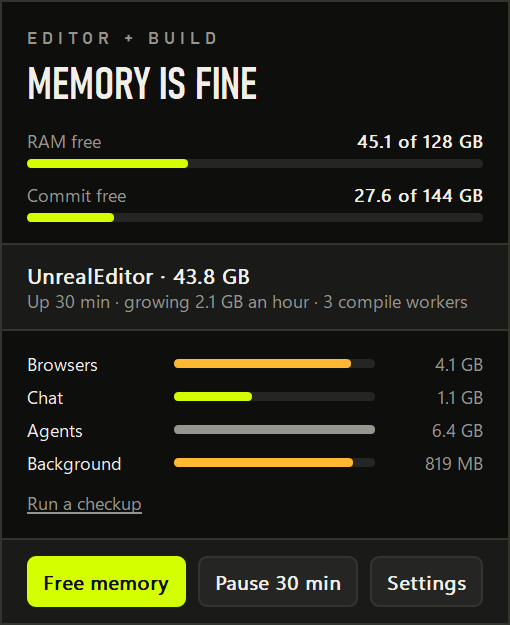 EDITOR + BUILD
MEMORY IS FINE
RAM free 45.1 of 128 GB
Commit free 27.6 of 144 GB
UnrealEditor · 43.8 GB
Up 30 min · growing 2.1 GB an hour · 3 compile workers
Browsers 4.1 GB
Chat 1.1 GB
Agents 6.4 GB
Background 819 MB
Run a checkup
Free memory Pause 30 min Settings